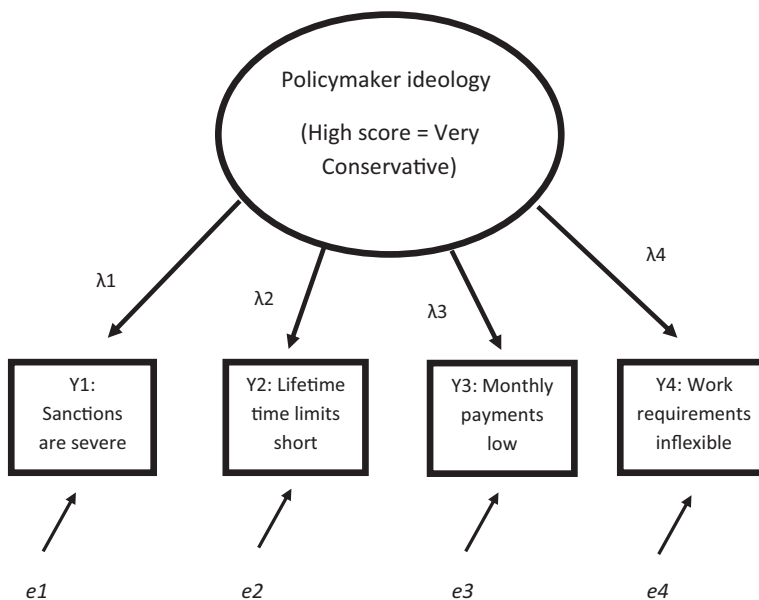 Policymaker ideology
(High score = Very
Conservative)
λ1
λ2
λ3
λ4
Y1:
Sanctions
are severe
Y2: Lifetime
time limits
short
Y3: Monthly
payments
low
Y4: Work
requirements
inflexible
e1
e2
e3
e4